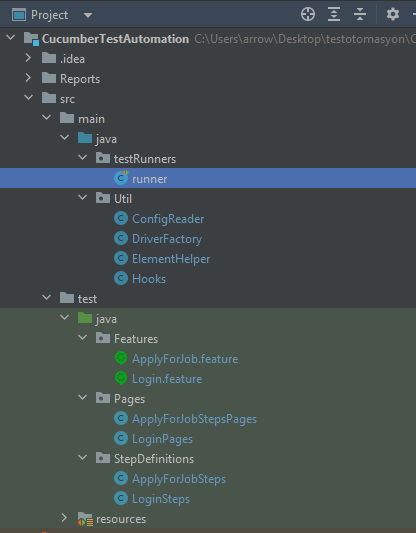 Project
CucumberTestAutomation C:\Users\arrow\Desktop\testotomasyon\C
.idea
Reports
src
main
java
testRunners
runner
Util
ConfigReader
DriverFactory
ElementHelper
Hooks
test
java
Features
ApplyForJob.feature
Login.feature
Pages
ApplyForJobStepsPages
LoginPages
StepDefinitions
ApplyForJobSteps
LoginSteps
resources